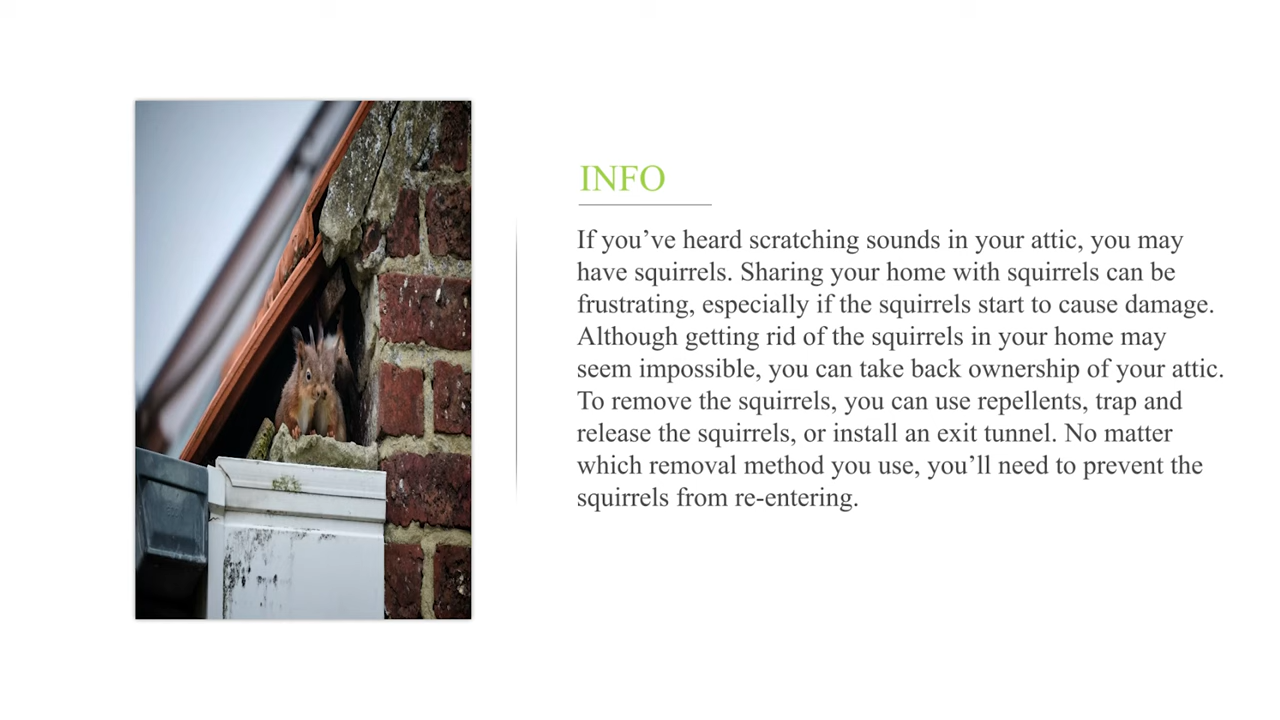 INFO
If you’ve heard scratching sounds in your attic, you may
have squirrels. Sharing your home with squirrels can be
frustrating, especially if the squirrels start to cause damage.
Although getting rid of the squirrels in your home may
seem impossible, you can take back ownership of your attic.
To remove the squirrels, you can use repellents, trap and
release the squirrels, or install an exit tunnel. No matter
which removal method you use, you’ll need to prevent the
squirrels from re-entering.